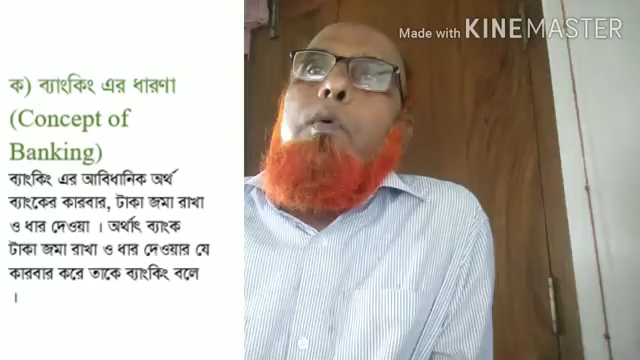 Made with KINEMASTER
ক) ব্যাংকিং এর ধারণা
(Concept of
Banking)
ব্যাংকিং এর আবিধানিক অর্থ
ব্যাংকের কারবার, টাকা জমা রাখা
ও ধার দেওয়া । অর্থাৎ ব্যাংক
টাকা জমা রাখা ও ধার দেওয়ার যে
কারবার করে তাকে ব্যাংকিং বলে
।